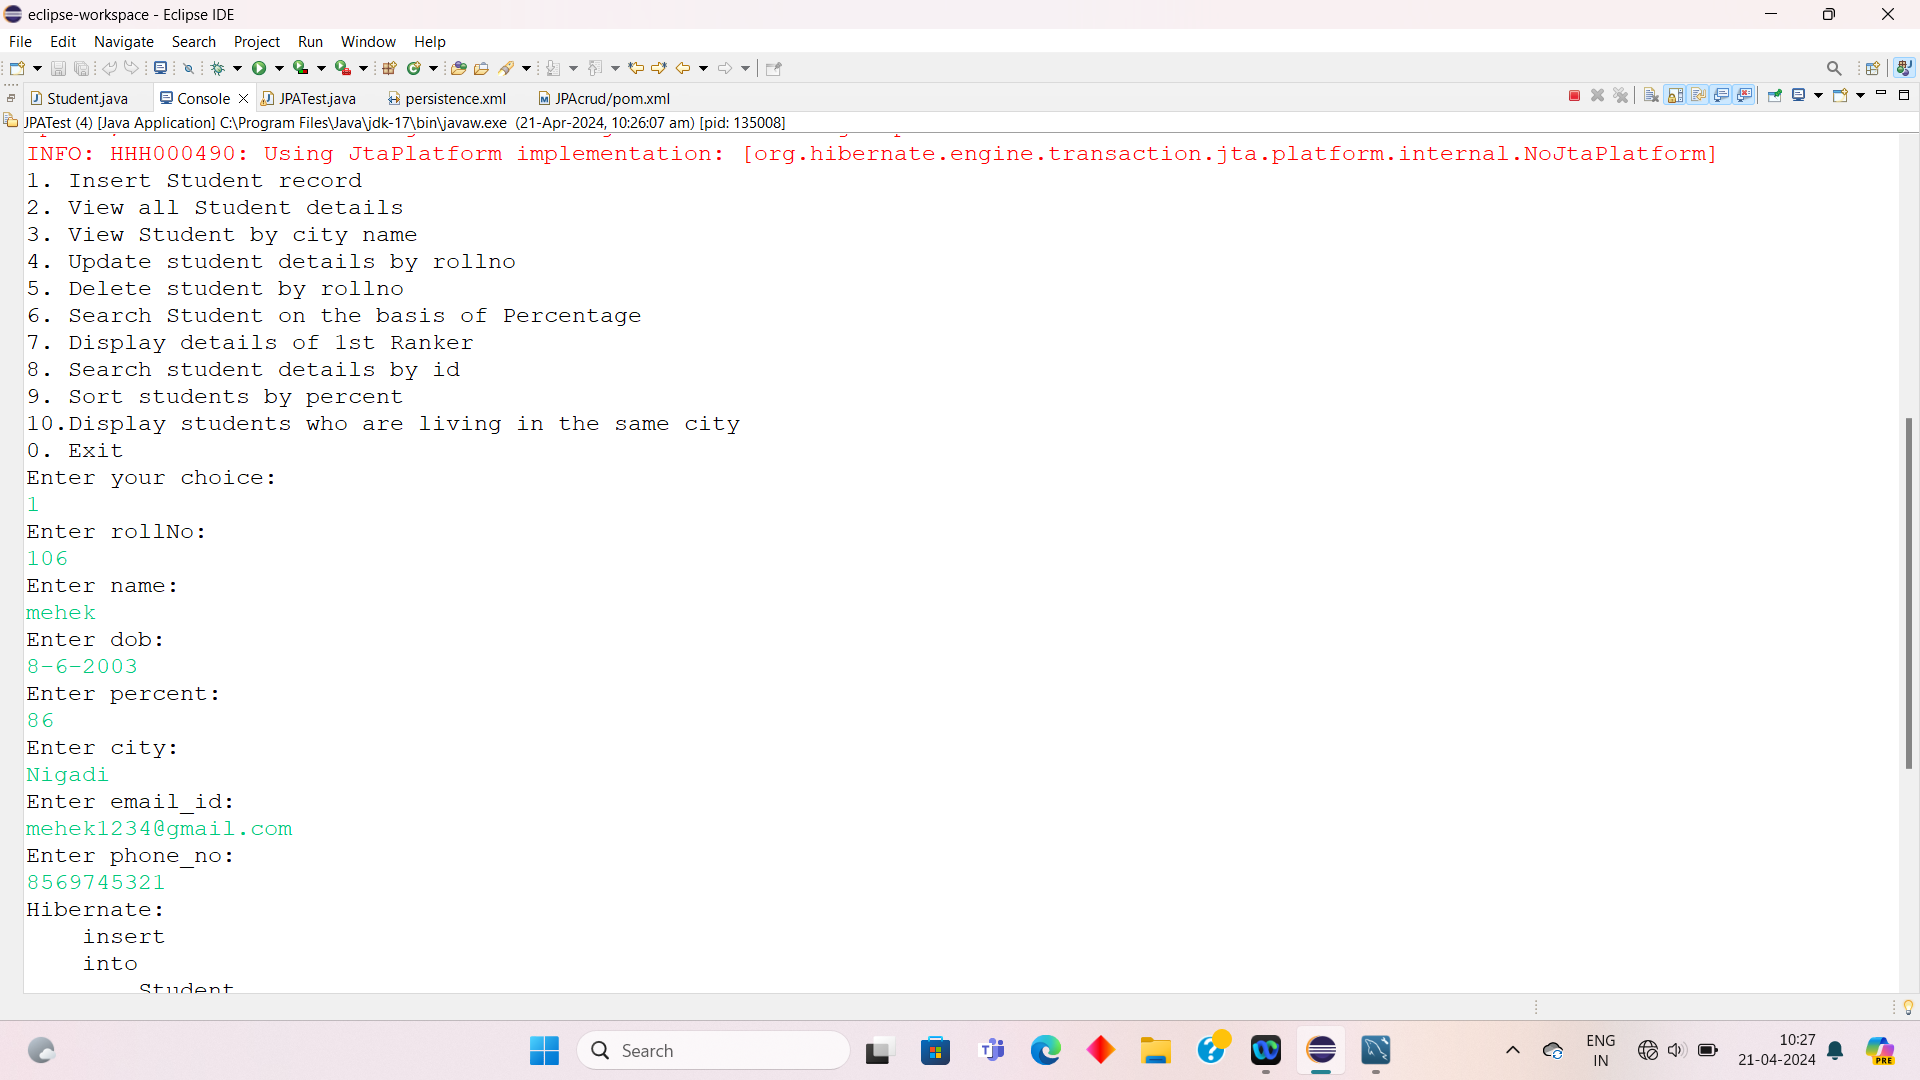 eclipse-workspace - Eclipse IDE
File Edit Navigate Search Project Run Window Help
Student.java Console JPATest.java persistence.xml JPAcrud/pom.xml
JPATest (4) [Java Application] C:\Program Files\Java\jdk-17\bin\javaw.exe (21-Apr-2024, 10:26:07 am) [pid: 135008]
INFO: HHH000490: Using JtaPlatform implementation: [org.hibernate.engine.transaction.jta.platform.internal.NoJtaPlatform]
1. Insert Student record
2. View all Student details
3. View Student by city name
4. Update student details by rollno
5. Delete student by rollno
6. Search Student on the basis of Percentage
7. Display details of 1st Ranker
8. Search student details by id
9. Sort students by percent
10.Display students who are living in the same city
0. Exit
Enter your choice:
1
Enter rollNo:
106
Enter name:
mehek
Enter dob:
8-6-2003
Enter percent:
86
Enter city:
Nigadi
Enter email_id:
mehek1234@gmail.com
Enter phone_no:
8569745321
Hibernate:
insert
into
Student
Search
ENG
IN
10:27
21-04-2024
PRE